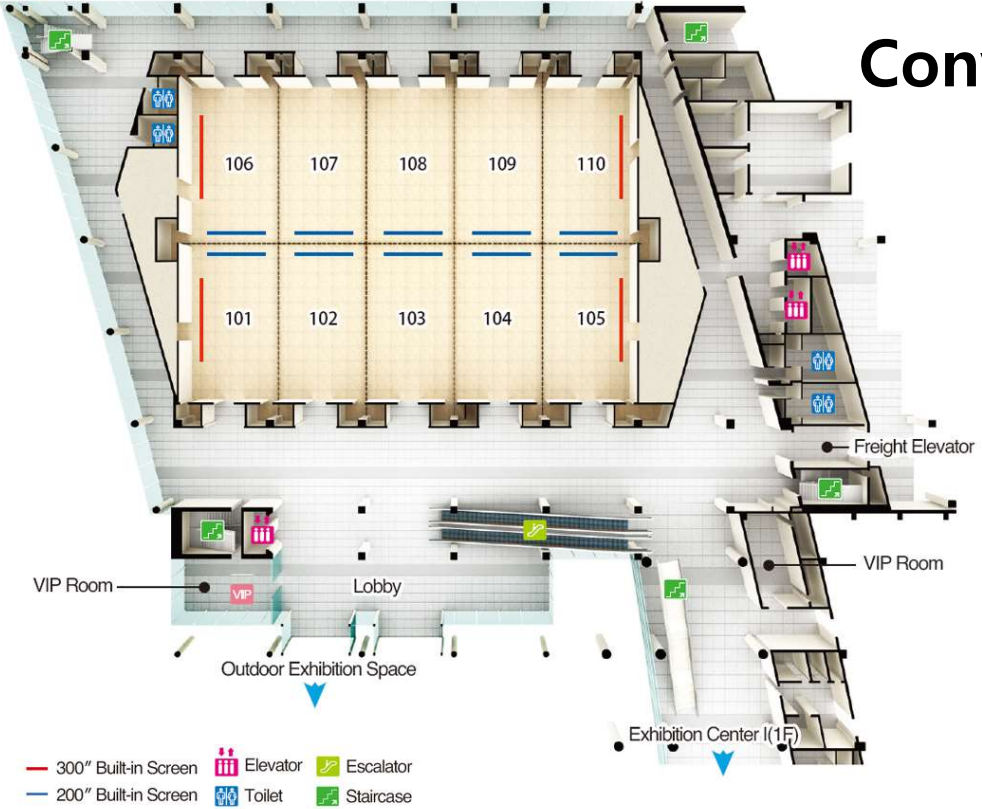 Con
106 107 108 109 110
101 102 103 104 105
Freight Elevator
VIP Room
VIP
Lobby
VIP Room
Outdoor Exhibition Space
Exhibition Center I(1F)
300" Built-in Screen
Elevator
Escalator
200" Built-in Screen
Toilet
Staircase